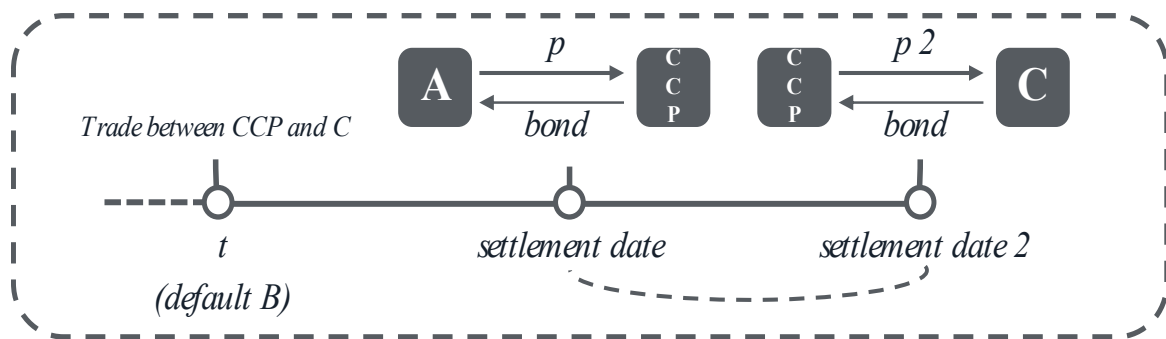 p
p 2
A
C
C
P
C
C
P
C
Trade between CCP and C
bond
bond
t
settlement date
settlement date 2
(default B)